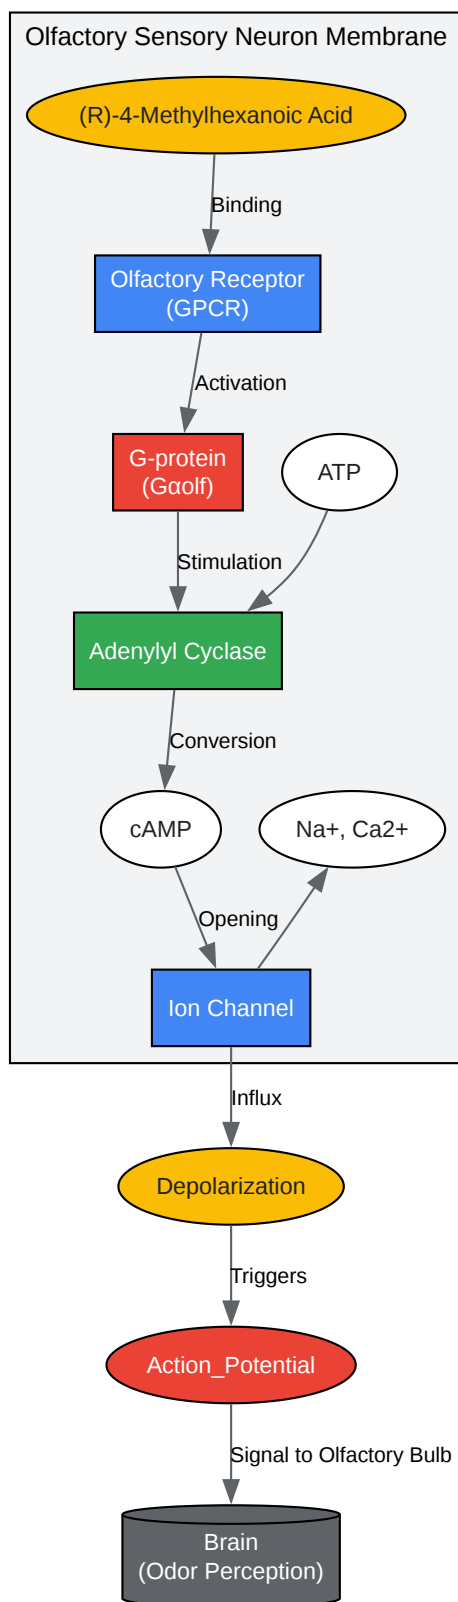 Olfactory Sensory Neuron Membrane
(R)-4-Methylhexanoic Acid
Binding
Olfactory Receptor
(GPCR)
Activation
G-protein
(Gαolf)
ATP
Stimulation
Adenylyl Cyclase
Conversion
cAMP
Na+, Ca2+
Opening
Ion Channel
Influx
Depolarization
Triggers
Action_Potential
Signal to Olfactory Bulb
Brain
(Odor Perception)